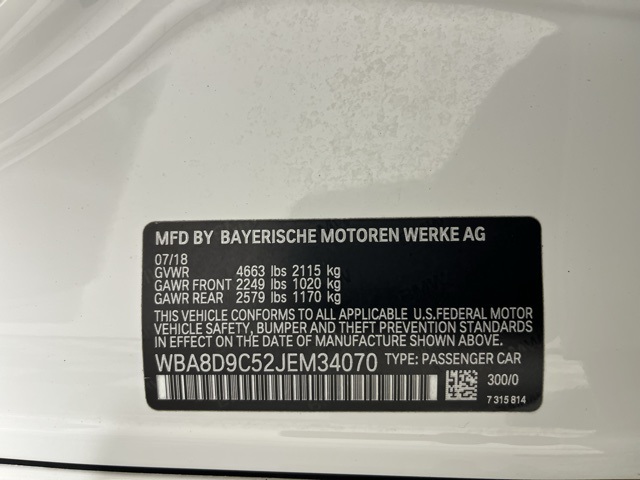 MFD BY BAYERISCHE MOTOREN WERKE AG
07/18
GVWR 4663 lbs 2115 kg
GAWR FRONT 2249 lbs 1020 kg
GAWR REAR 2579 lbs 1170 kg
THIS VEHICLE CONFORMS TO ALL APPLICABLE U.S.FEDERAL MOTOR
VEHICLE SAFETY, BUMPER AND THEFT PREVENTION STANDARDS
IN EFFECT ON THE DATE OF MANUFACTURE SHOWN ABOVE.
WBA8D9C52JEM34070 TYPE: PASSENGER CAR
300/0
7 315 814